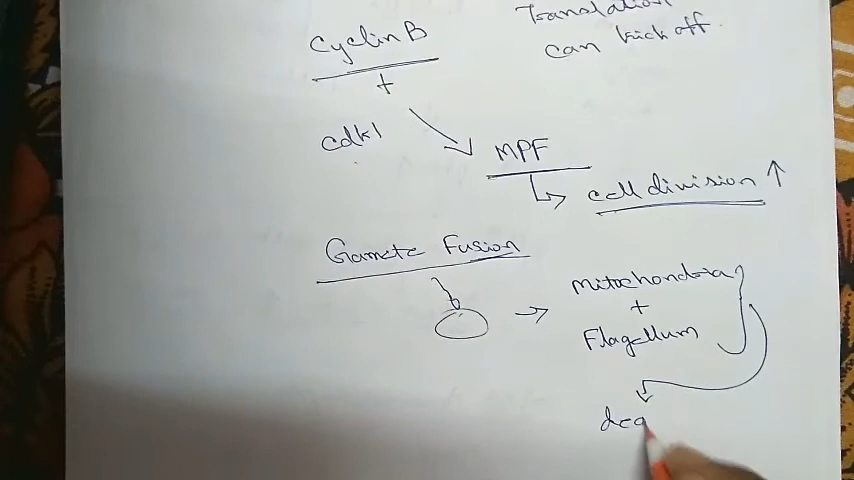 Translation
can kick off.
Cyclin B
+
cdk1
MPF
cell division ↑
Gamete Fusion
→ Mitochondria
+
Flagellum
deg